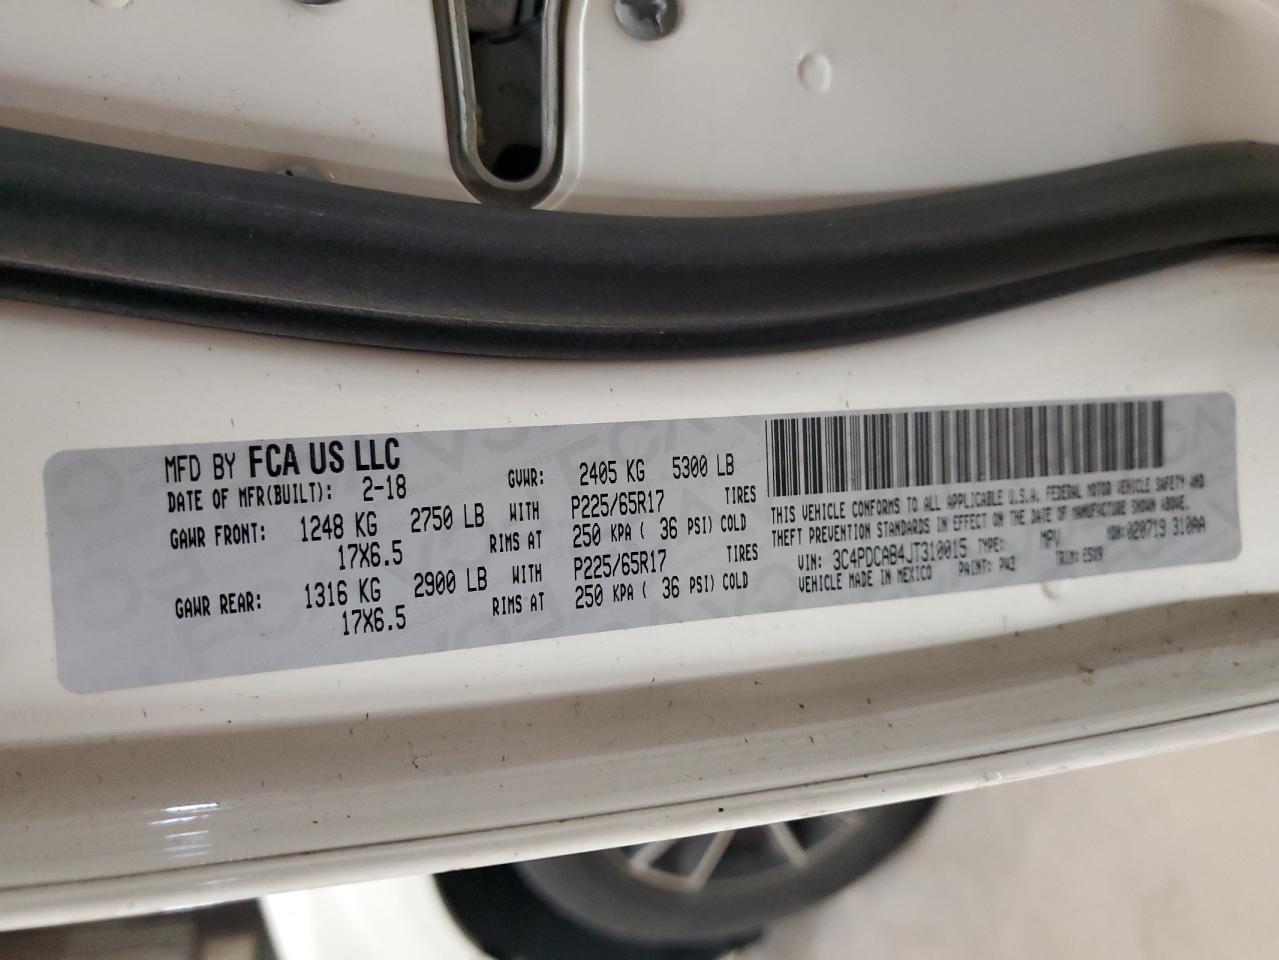 MFD BY FCA US LLC
DATE OF MFR(BUILT): 2-18 GVWR: 2405 KG 5300 LB
GAWR FRONT: 1248 KG 2750 LB WITH P225/65R17 TIRES
17X6.5 RIMS AT 250 KPA ( 36 PSI) COLD
GAWR REAR: 1316 KG 2900 LB WITH P225/65R17 TIRES
17X6.5 RIMS AT 250 KPA ( 36 PSI) COLD
THIS VEHICLE CONFORMS TO ALL APPLICABLE U.S.A. FEDERAL MOTOR VEHICLE SAFETY AND
THEFT PREVENTION STANDARDS IN EFFECT ON THE DATE OF MANUFACTURE SHOWN ABOVE.
VIN: 3C4PDCAB4JT310015 TYPE: MPV MDH: 020719 310AA
VEHICLE MADE IN MEXICO PAINT: PW3 TRIM: